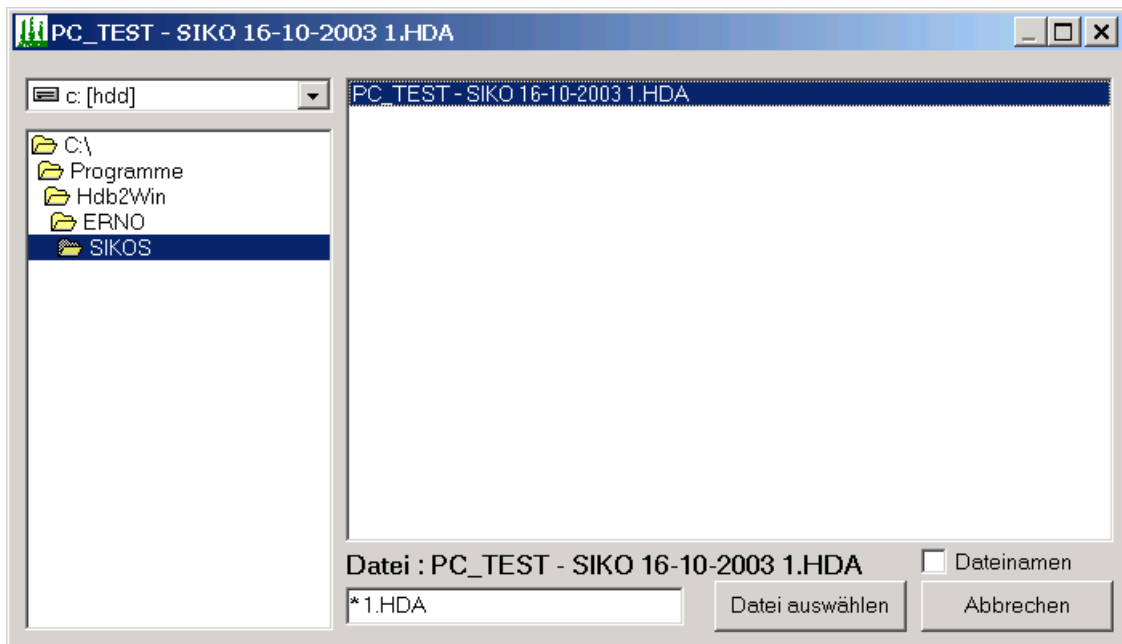 PC_TEST - SIKO 16-10-2003 1.HDA
c: [hdd]
PC_TEST - SIKO 16-10-2003 1.HDA
C:\
Programme
Hdb2Win
ERNO
SIKOS
Datei : PC_TEST - SIKO 16-10-2003 1.HDA
Dateinamen
*1.HDA
Datei auswählen
Abbrechen